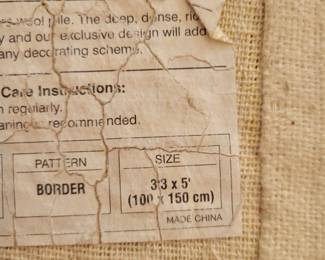 wool pile. The deep, dense, ric
y and our exclusive design will add
any decorating scheme.
Care Instructions:
regularly.
recommended.
PATTERN
BORDER
SIZE
3'3 x 5'
(100 x 150 cm)
MADE CHINA